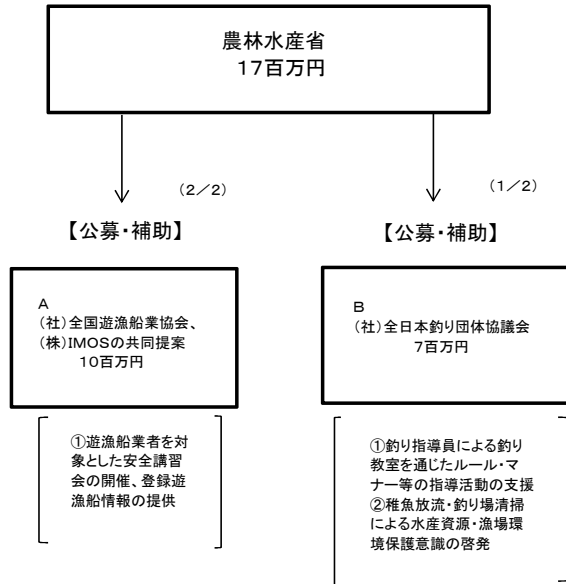 農林水産省
17百万円
(2/2)
(1/2)
【公募・補助】
【公募・補助】
A
(社)全国遊漁船業協会、
(株)IMOSの共同提案
10百万円
B
(社)全日本釣り団体協議会
7百万円
①遊漁船業者を対
象とした安全講習
会の開催、登録遊
漁船情報の提供
①釣り指導員による釣り
教室を通じたルール・マ
ナー等の指導活動の支援
②稚魚放流・釣り場清掃
による水産資源・漁場環
境保護意識の啓発